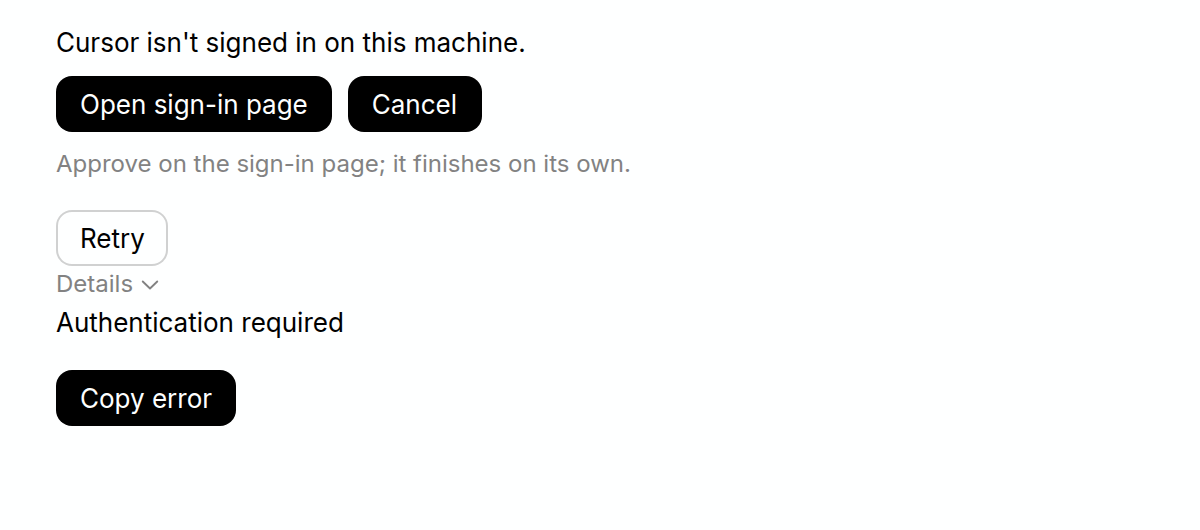 Cursor isn't signed in on this machine.
Open sign-in page Cancel
Approve on the sign-in page; it finishes on its own.
Retry
Details
Authentication required
Copy error